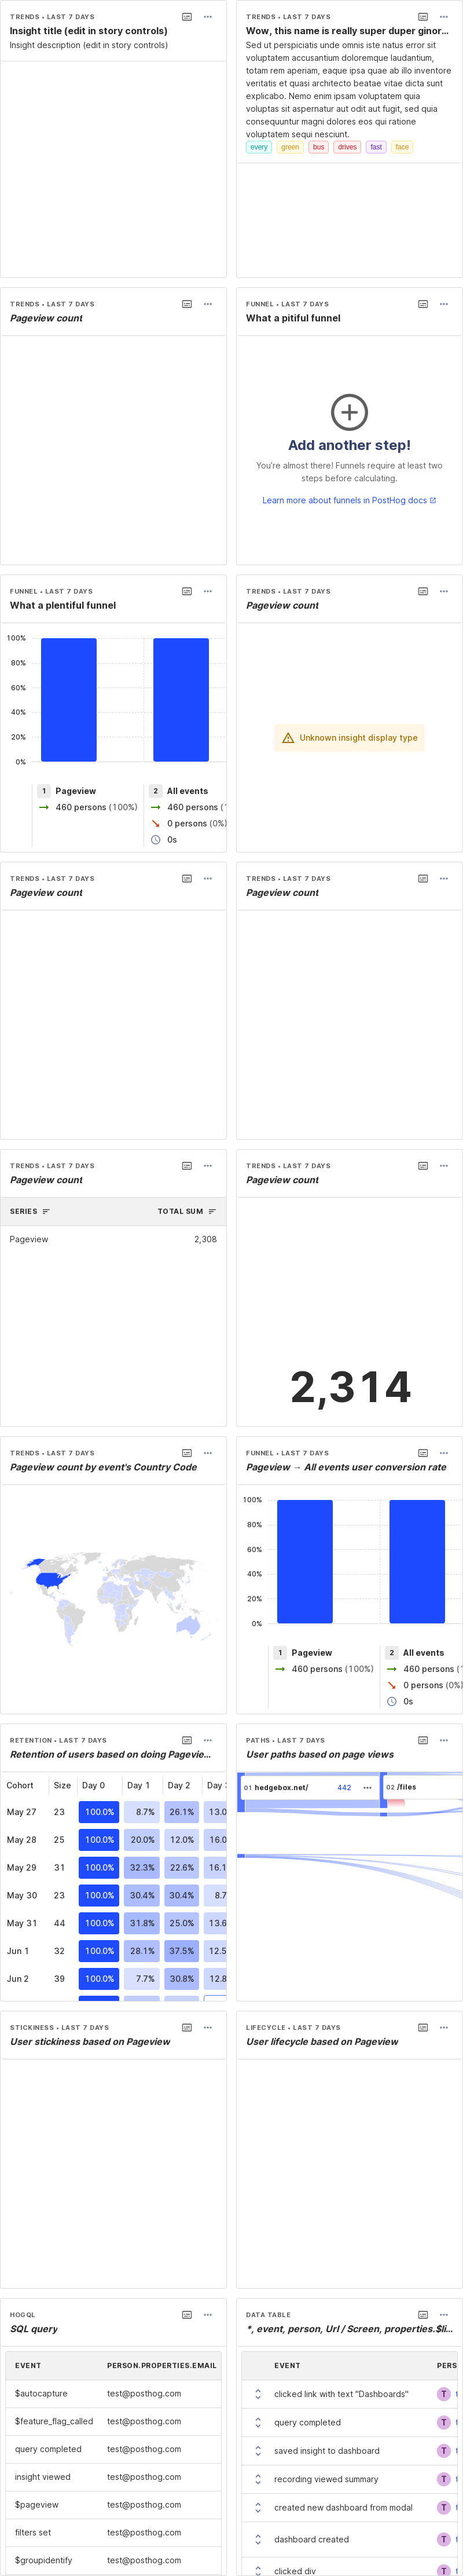 TRENDS • LAST 7 DAYS
Insight title (edit in story controls)
Insight description (edit in story controls)
TRENDS • LAST 7 DAYS
Wow, this name is really super duper ginor...
Sed ut perspiciatis unde omnis iste natus error sit
voluptatem accusantium doloremque laudantium,
totam rem aperiam, eaque ipsa quae ab illo inventore
veritatis et quasi architecto beatae vitae dicta sunt
explicabo. Nemo enim ipsam voluptatem quia
voluptas sit aspernatur aut odit aut fugit, sed quia
consequuntur magni dolores eos qui ratione
voluptatem sequi nesciunt.
every green bus drives fast face
TRENDS • LAST 7 DAYS
Pageview count
FUNNEL • LAST 7 DAYS
What a pitiful funnel
Add another step!
You're almost there! Funnels require at least two
steps before calculating.
Learn more about funnels in PostHog docs
FUNNEL • LAST 7 DAYS
What a plentiful funnel
100%
80%
60%
40%
20%
0%
1 Pageview
460 persons (100%)
2 All events
460 persons (1
0 persons (0%)
0s
TRENDS • LAST 7 DAYS
Pageview count
Unknown insight display type
TRENDS • LAST 7 DAYS
Pageview count
TRENDS • LAST 7 DAYS
Pageview count
TRENDS • LAST 7 DAYS
Pageview count
SERIES TOTAL SUM
Pageview 2,308
TRENDS • LAST 7 DAYS
Pageview count
2,314
TRENDS • LAST 7 DAYS
Pageview count by event's Country Code
FUNNEL • LAST 7 DAYS
Pageview → All events user conversion rate
100%
80%
60%
40%
20%
0%
1 Pageview
460 persons (100%)
2 All events
460 persons (1
0 persons (0%)
0s
RETENTION • LAST 7 DAYS
Retention of users based on doing Pagevie...
Cohort Size Day 0 Day 1 Day 2 Day
May 27 23 100.0% 8.7% 26.1% 13.0
May 28 25 100.0% 20.0% 12.0% 16.0
May 29 31 100.0% 32.3% 22.6% 16.1
May 30 23 100.0% 30.4% 30.4% 8.7
May 31 44 100.0% 31.8% 25.0% 13.6
Jun 1 32 100.0% 28.1% 37.5% 12.5
Jun 2 39 100.0% 7.7% 30.8% 12.8
PATHS • LAST 7 DAYS
User paths based on page views
01 hedgebox.net/ 442
02 /files
STICKINESS • LAST 7 DAYS
User stickiness based on Pageview
LIFECYCLE • LAST 7 DAYS
User lifecycle based on Pageview
HOGQL
SQL query
EVENT PERSON.PROPERTIES.EMAIL
$autocapture test@posthog.com
$feature_flag_called test@posthog.com
query completed test@posthog.com
insight viewed test@posthog.com
$pageview test@posthog.com
filters set test@posthog.com
$groupidentify test@posthog.com
DATA TABLE
*, event, person, Url / Screen, properties.$li...
EVENT PERS
clicked link with text "Dashboards" T t
query completed T t
saved insight to dashboard T t
recording viewed summary T t
created new dashboard from modal T t
dashboard created T t
clicked div T t